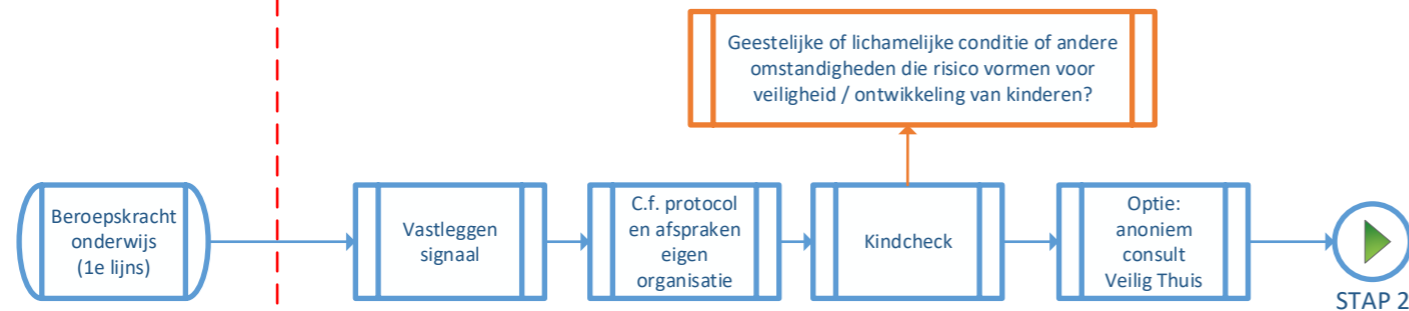 Geestelijke of lichamelijke conditie of andere
omstandigheden die risico vormen voor
veiligheid / ontwikkeling van kinderen?
Beroepskracht
onderwijs
(1e lijns)
Vastleggen
signaal
C.f. protocol
en afspraken
eigen
organisatie
Kindcheck
Optie:
anoniem
consult
Veilig Thuis
STAP 2